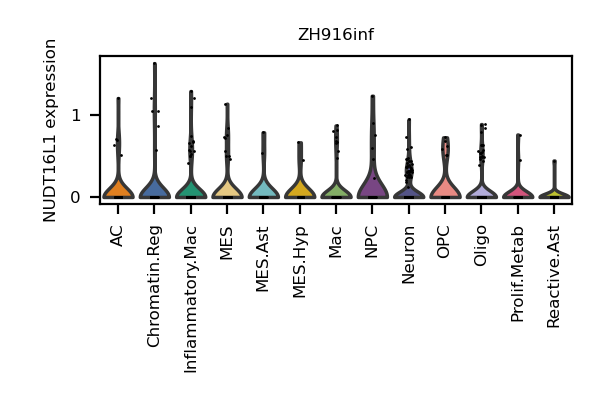 ZH916inf
NUDT16L1 expression
1
0
AC
Chromatin.Reg
Inflammatory.Mac
MES
MES.Ast
MES.Hyp
Mac
NPC
Neuron
OPC
Oligo
Prolif.Metab
Reactive.Ast